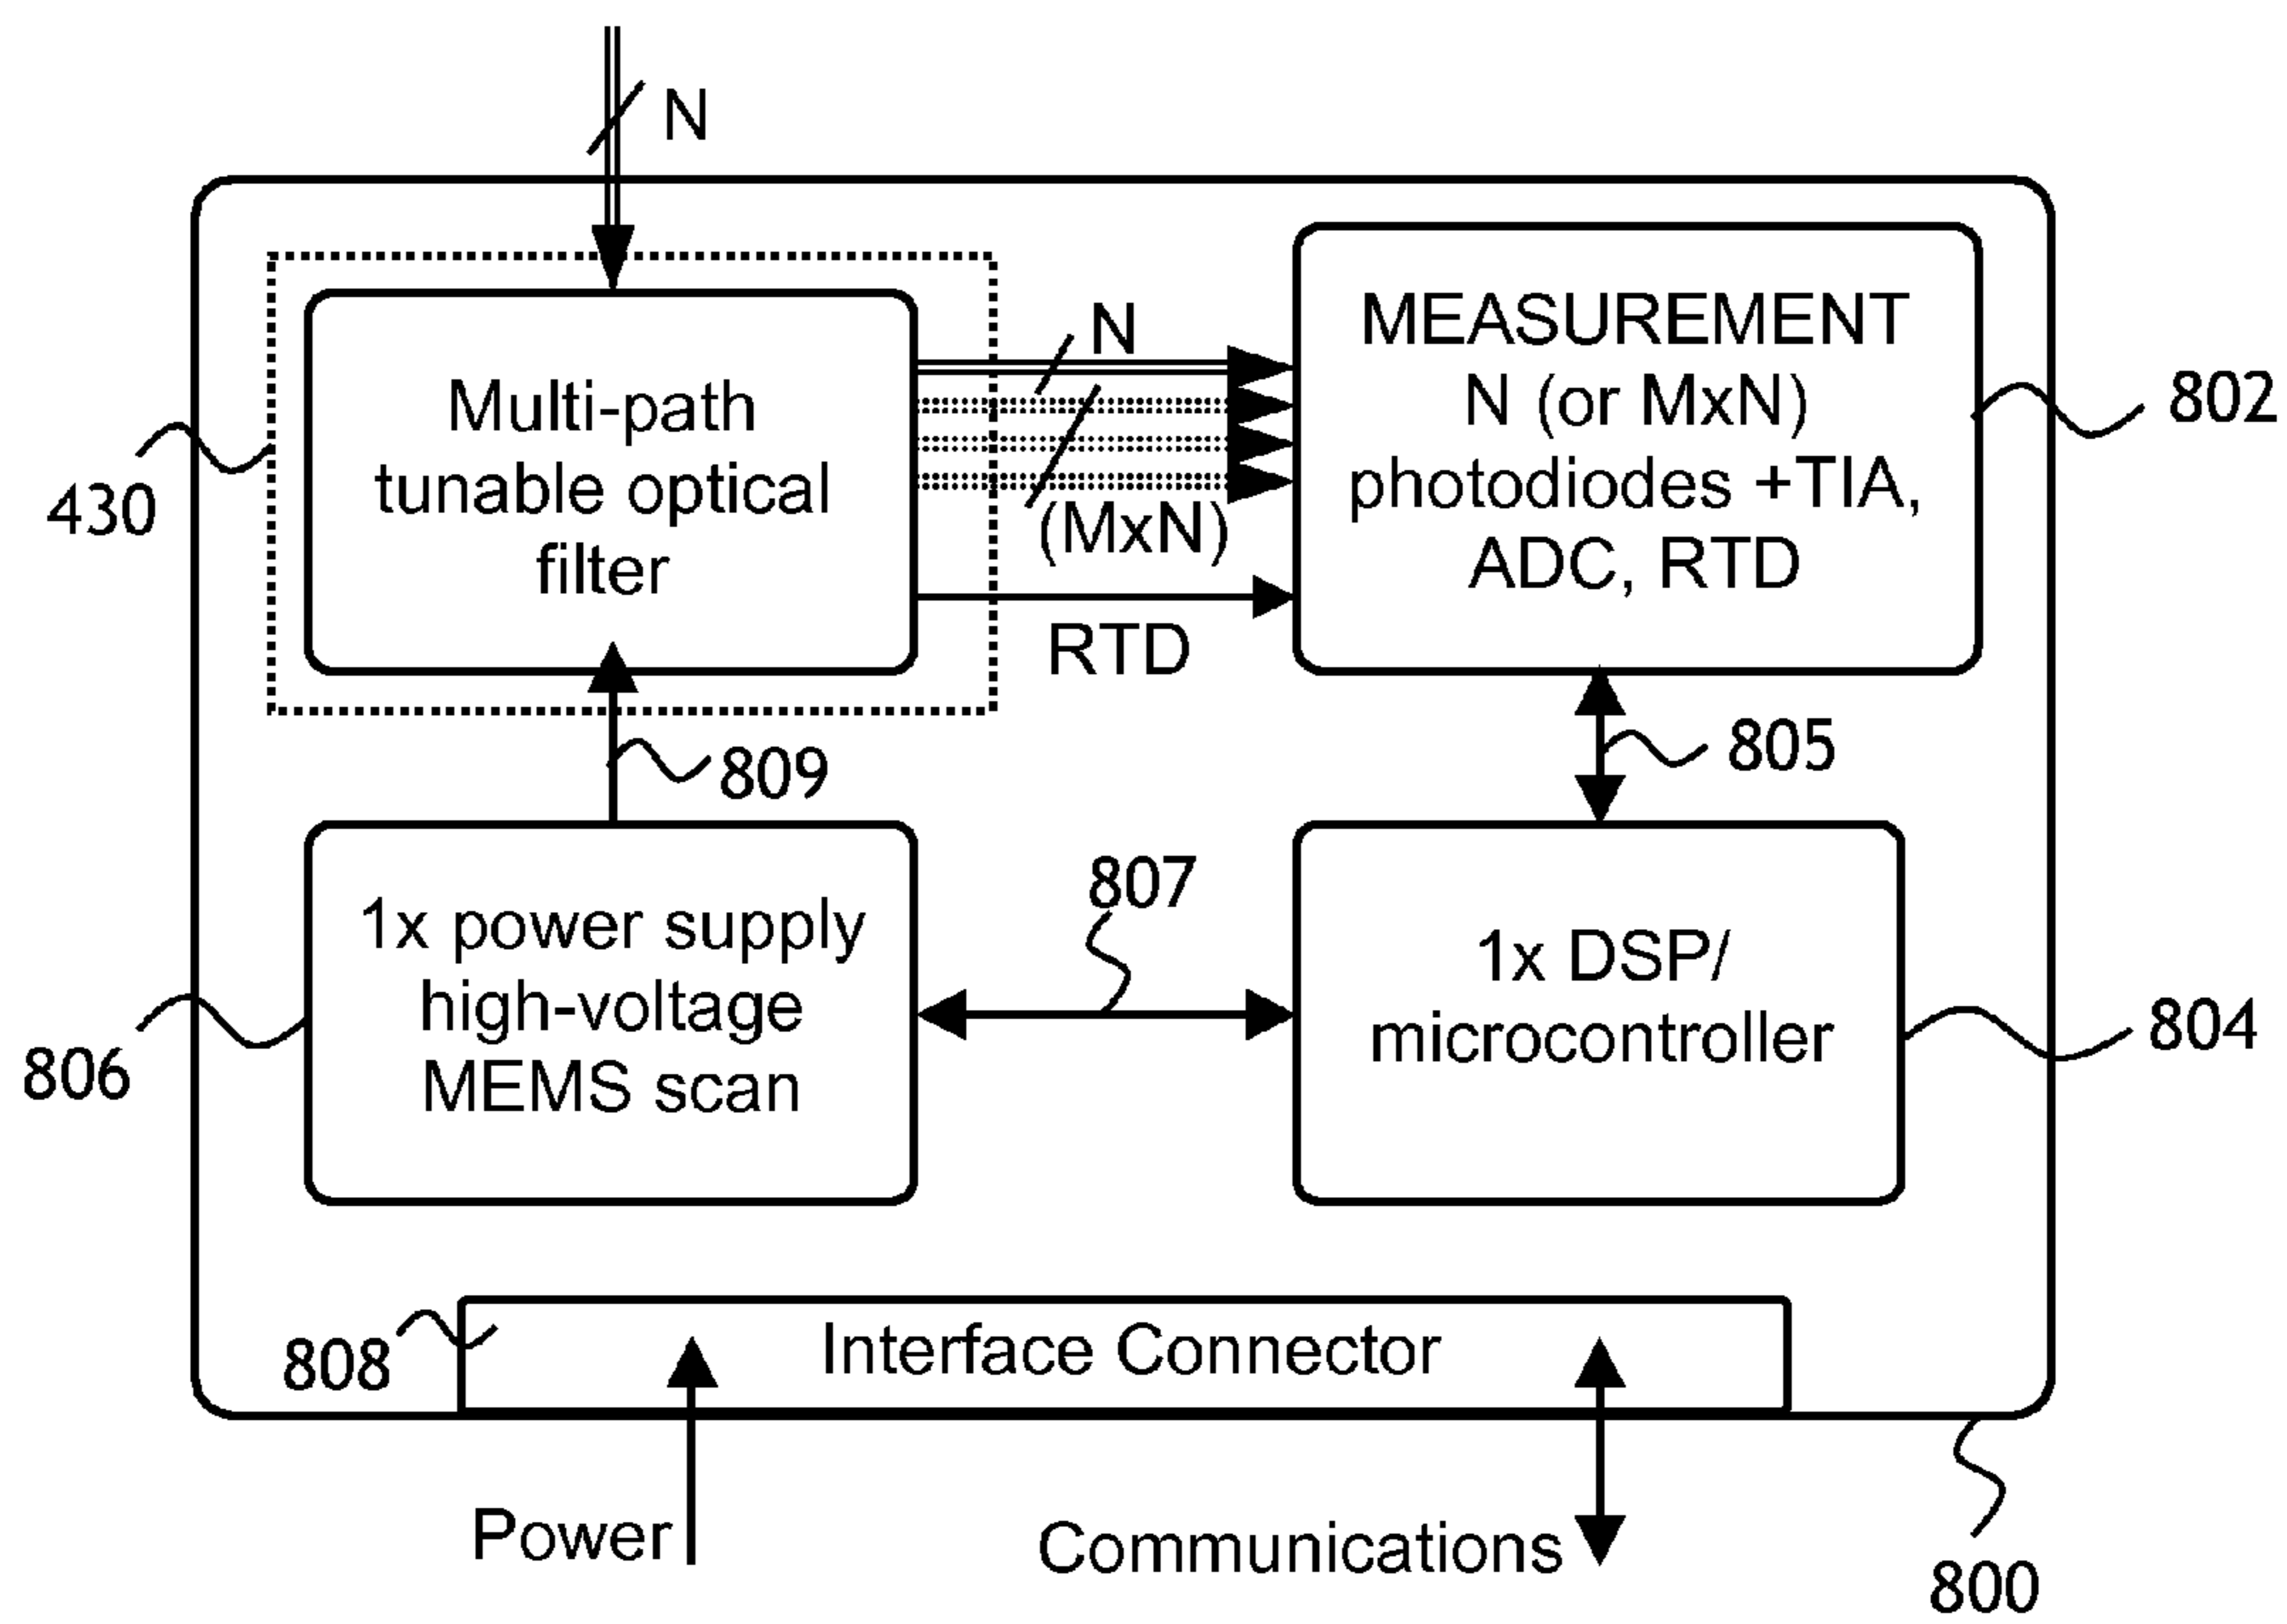 N
Multi-path
tunable optical
filter
430
N
(MxN)
RTD
MEASUREMENT
N (or MxN)
photodiodes +TIA,
ADC, RTD
802
809
805
1x power supply
high-voltage
MEMS scan
806
807
1x DSP/
microcontroller
804
808
Interface Connector
Power
Communications
800